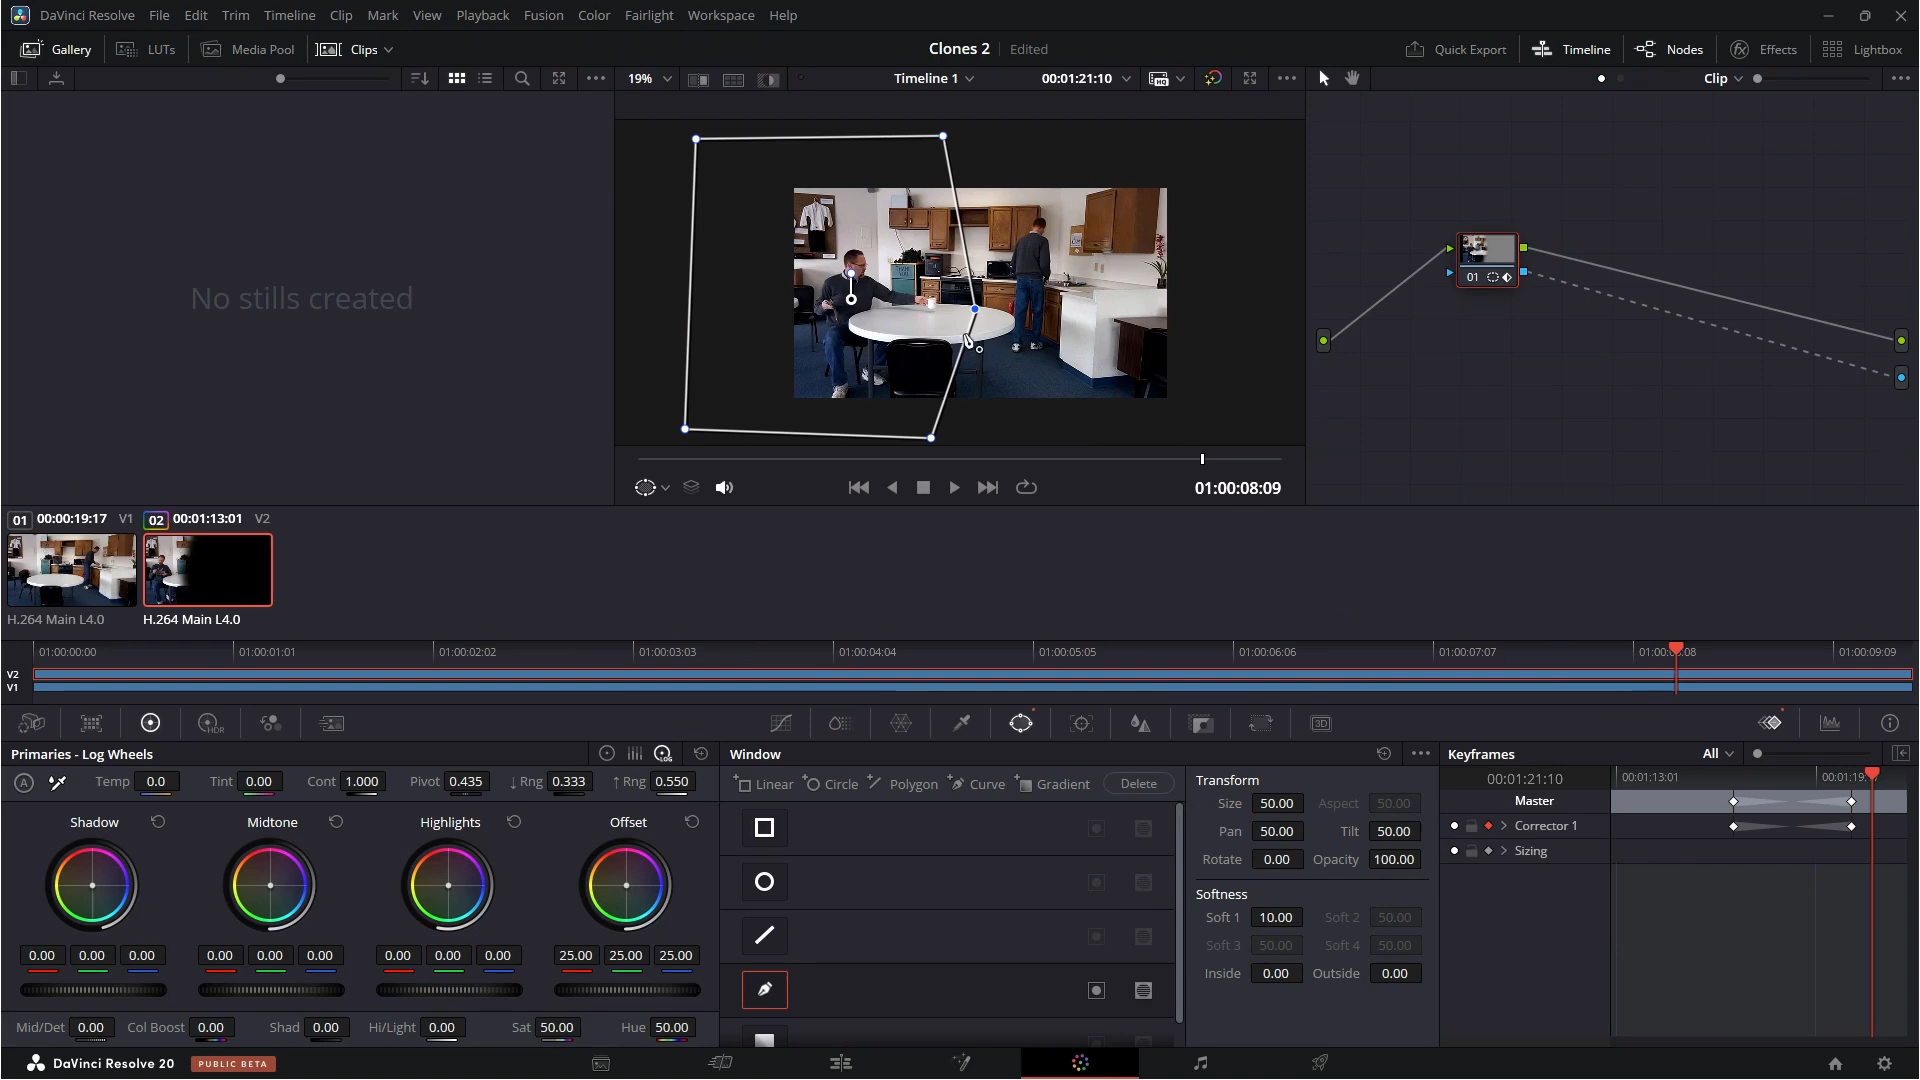 DaVinci Resolve File Edit Trim Timeline Clip Mark View Playback Fusion Color Fairlight Workspace Help
Gallery LUTs Media Pool Clips Clones 2 Edited Quick Export Timeline Nodes Effects Lightbox
19% Timeline 1 00:01:21:10 HQ Clip
No stills created
01
01:00:08:09
01 00:00:19:17 V1 02 00:01:13:01 V2
H.264 Main L4.0 H.264 Main L4.0
01:00:00:00 01:00:01:01 01:00:02:02 01:00:03:03 01:00:04:04 01:00:05:05 01:00:06:06 01:00:07:07 01:00:09:09
V2
V1
HDR 3D
Primaries - Log Wheels LOG Window Keyframes All
A Temp 0.0 Tint 0.00 Cont 1.000 Pivot 0.435 ↓ Rng 0.333 ↑ Rng 0.550
Linear Circle Polygon Curve Gradient Delete
Shadow Midtone Highlights Offset
0.00 0.00 0.00 0.00 0.00 0.00 0.00 0.00 0.00 25.00 25.00 25.00
Mid/Det 0.00 Col Boost 0.00 Shad 0.00 Hi/Light 0.00 Sat 50.00 Hue 50.00
Transform
Size 50.00 Aspect 50.00
Pan 50.00 Tilt 50.00
Rotate 0.00 Opacity 100.00
Softness
Soft 1 10.00 Soft 2 50.00
Soft 3 50.00 Soft 4 50.00
Inside 0.00 Outside 0.00
00:01:21:10 00:01:13:01
Master
Corrector 1
Sizing
DaVinci Resolve 20 PUBLIC BETA